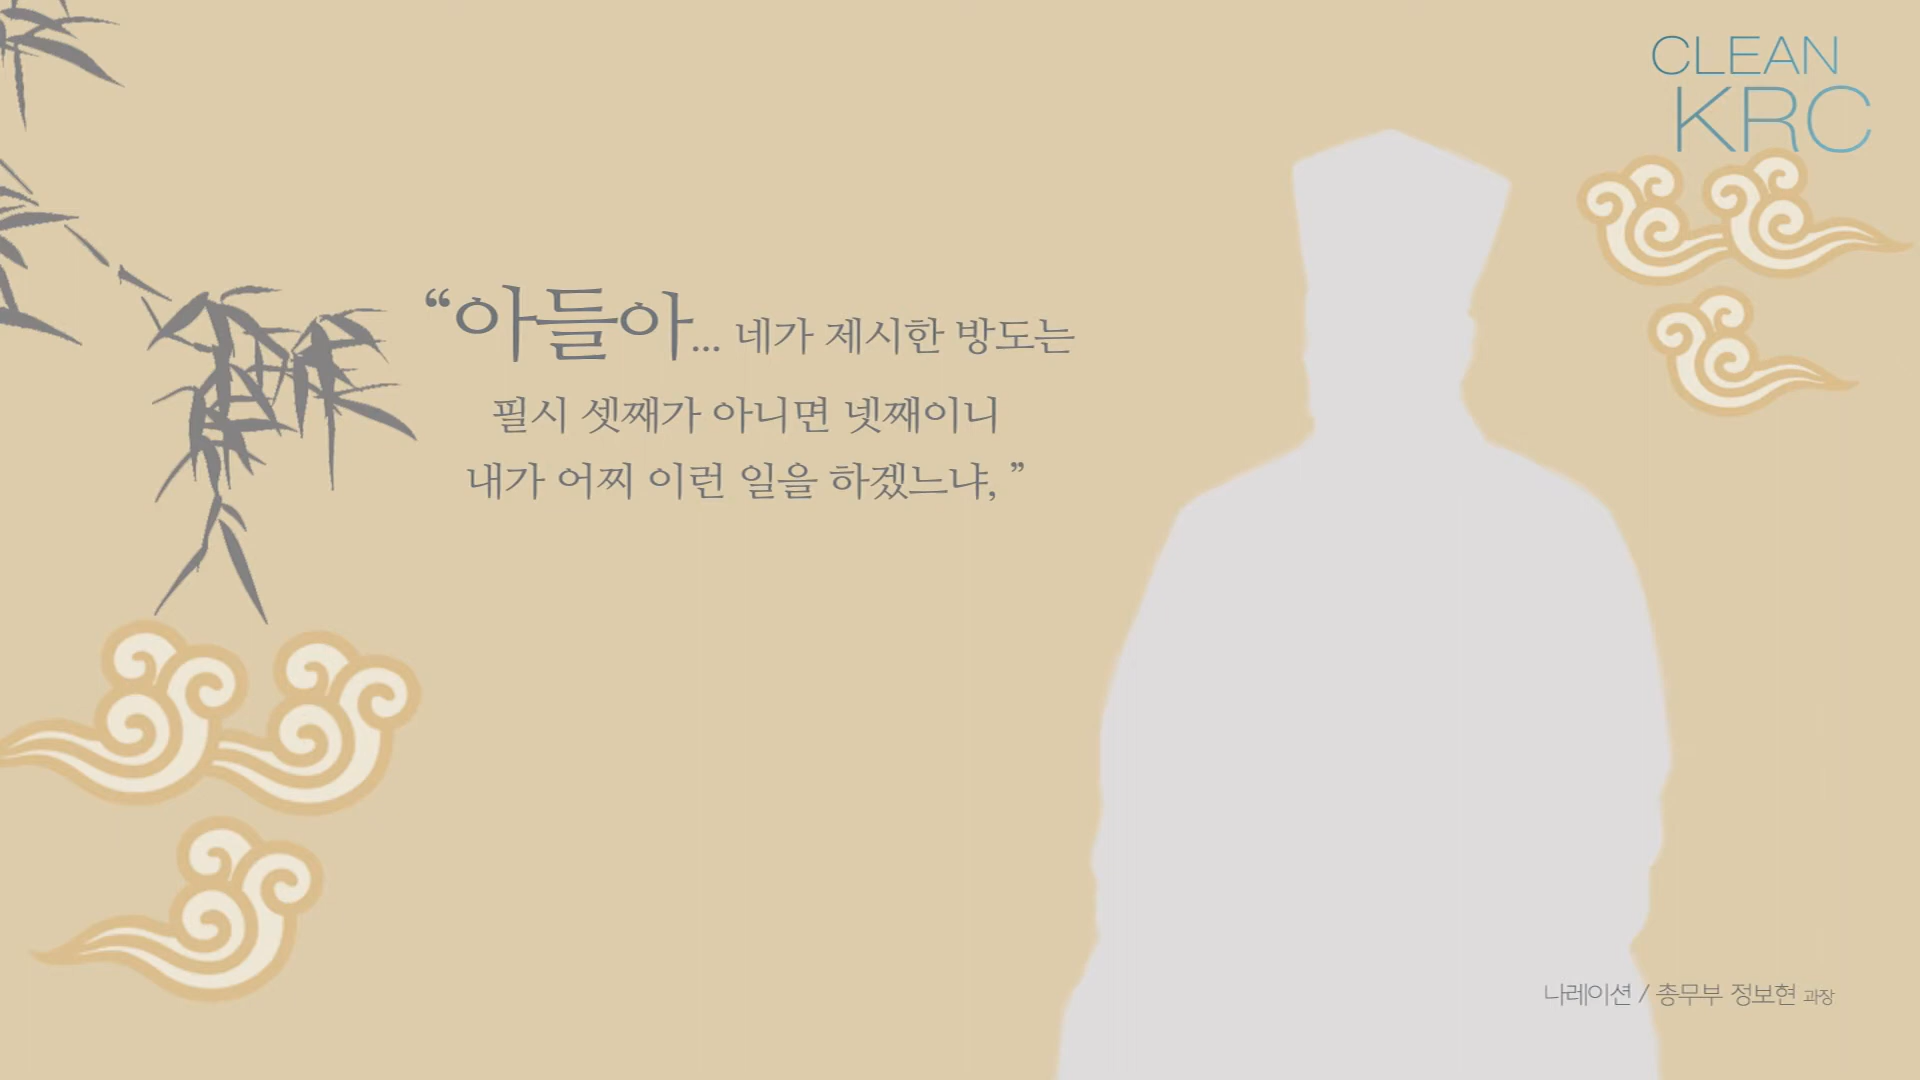 CLEAN
KRC
“아들아... 네가 제시한 방도는
필시 셋째가 아니면 넷째이니
내가 어찌 이런 일을 하겠느냐, ”
나레이션 / 총무부 정보현 과장